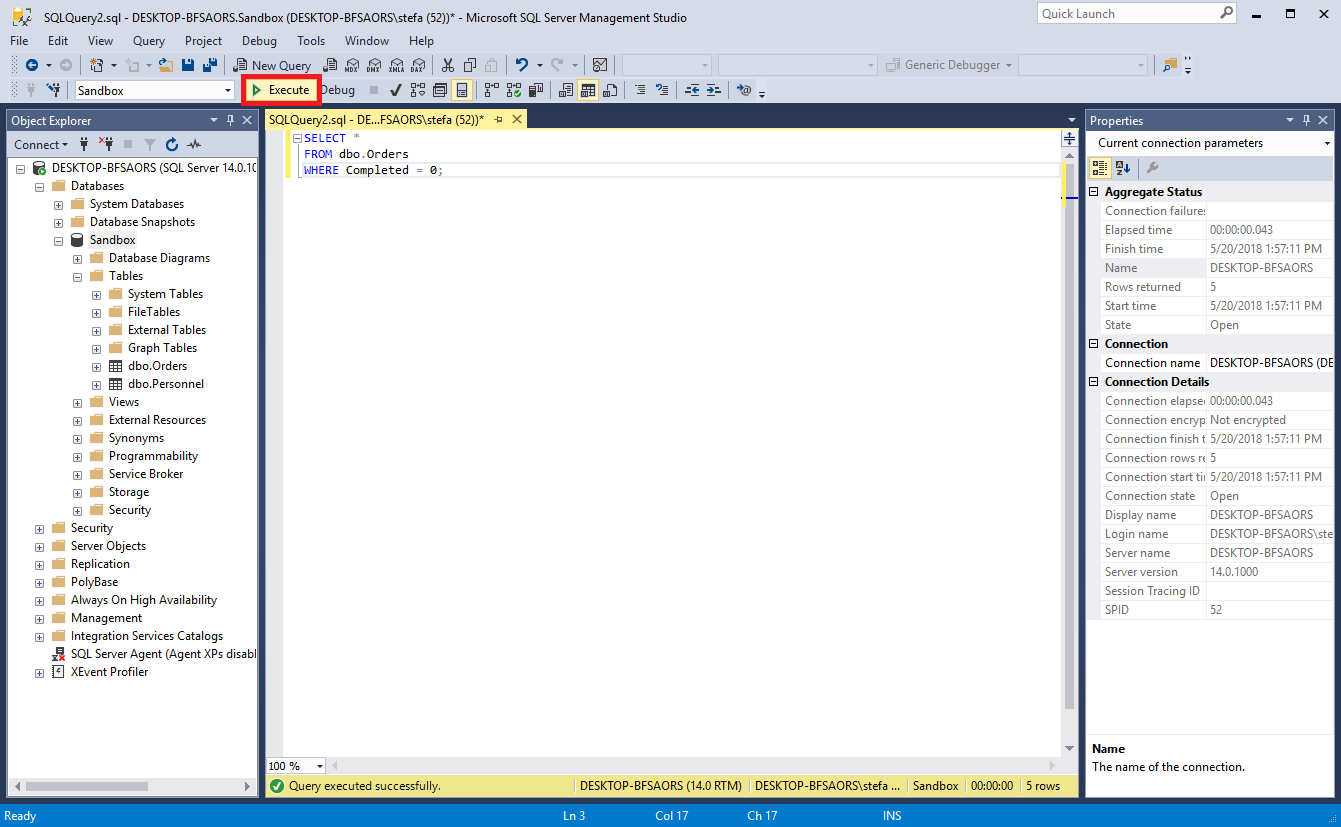 SQLQuery2.sql - DESKTOP-BFSAORS.Sandbox (DESKTOP-BFSAORS\stefa (52))* - Microsoft SQL Server Management Studio
Quick Launch
File Edit View Query Project Debug Tools Window Help
New Query MDX DMX XMLA DAX Generic Debugger
Sandbox Execute Debug
Object Explorer
Connect
DESKTOP-BFSAORS (SQL Server 14.0.10
Databases
System Databases
Database Snapshots
Sandbox
Database Diagrams
Tables
System Tables
FileTables
External Tables
Graph Tables
dbo.Orders
dbo.Personnel
Views
External Resources
Synonyms
Programmability
Service Broker
Storage
Security
Security
Server Objects
Replication
PolyBase
Always On High Availability
Management
Integration Services Catalogs
SQL Server Agent (Agent XPs disabl
XEvent Profiler
SQLQuery2.sql - DE...FSAORS\stefa (52))*
SELECT *
FROM dbo.Orders
WHERE Completed = 0;
100 %
Query executed successfully. DESKTOP-BFSAORS (14.0 RTM) DESKTOP-BFSAORS\stefa ... Sandbox 00:00:00 5 rows
Properties
Current connection parameters
Aggregate Status
Connection failures
Elapsed time 00:00:00.043
Finish time 5/20/2018 1:57:11 PM
Name DESKTOP-BFSAORS
Rows returned 5
Start time 5/20/2018 1:57:11 PM
State Open
Connection
Connection name DESKTOP-BFSAORS (DE
Connection Details
Connection elapse 00:00:00.043
Connection encryp Not encrypted
Connection finish t 5/20/2018 1:57:11 PM
Connection rows re 5
Connection start ti 5/20/2018 1:57:11 PM
Connection state Open
Display name DESKTOP-BFSAORS
Login name DESKTOP-BFSAORS\ste
Server name DESKTOP-BFSAORS
Server version 14.0.1000
Session Tracing ID
SPID 52
Name
The name of the connection.
Ready Ln 3 Col 17 Ch 17 INS